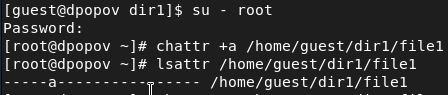 [guest@dpopov dir1]$ su - root
Password:
[root@dpopov ~]# chattr +a /home/guest/dir1/file1
[root@dpopov ~]# lsattr /home/guest/dir1/file1
-----a---------------- /home/guest/dir1/file1